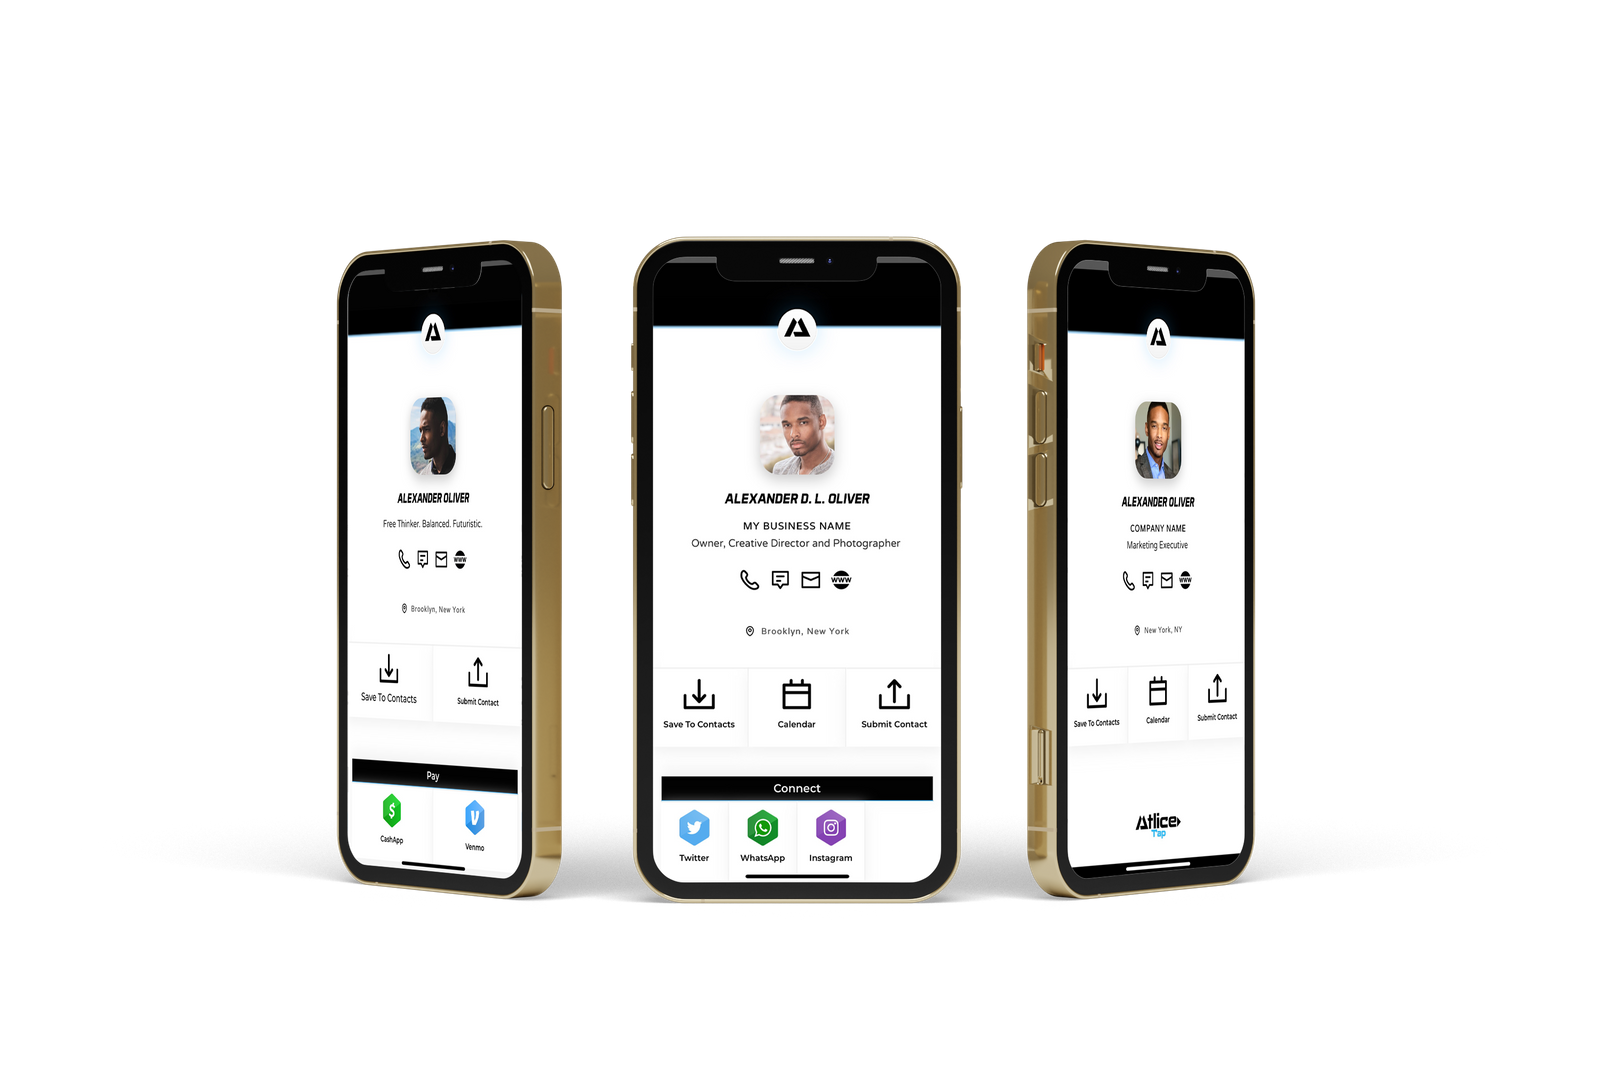 ALEXANDER OLIVER
Free Thinker. Balanced. Futuristic.
WWW
Brooklyn, New York
Save To Contacts
Submit Contact
Pay
$
CashApp
V
Venmo
ALEXANDER D. L. OLIVER
MY BUSINESS NAME
Owner, Creative Director and Photographer
WWW
Brooklyn, New York
Save To Contacts
Calendar
Submit Contact
Connect
Twitter
WhatsApp
Instagram
ALEXANDER OLIVER
COMPANY NAME
Marketing Executive
WWW
New York, NY
Save To Contacts
Calendar
Submit Contact
Atlice
Tap